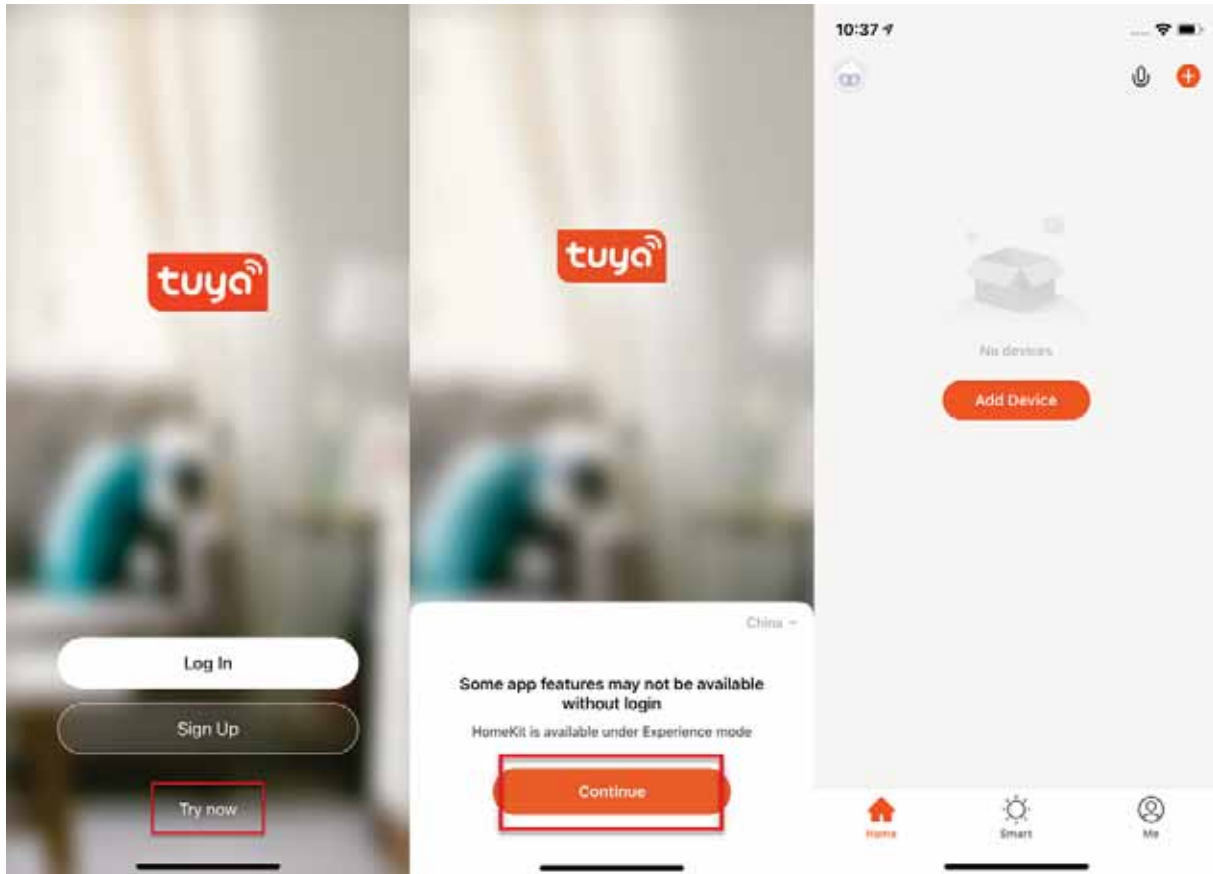 tuya
Log In
Sign Up
Try now
tuya
China
Some app features may not be available
without login
HomeKit is available under Experience mode
Continue
10:37
No devices
Add Device
Home
Smart
Me